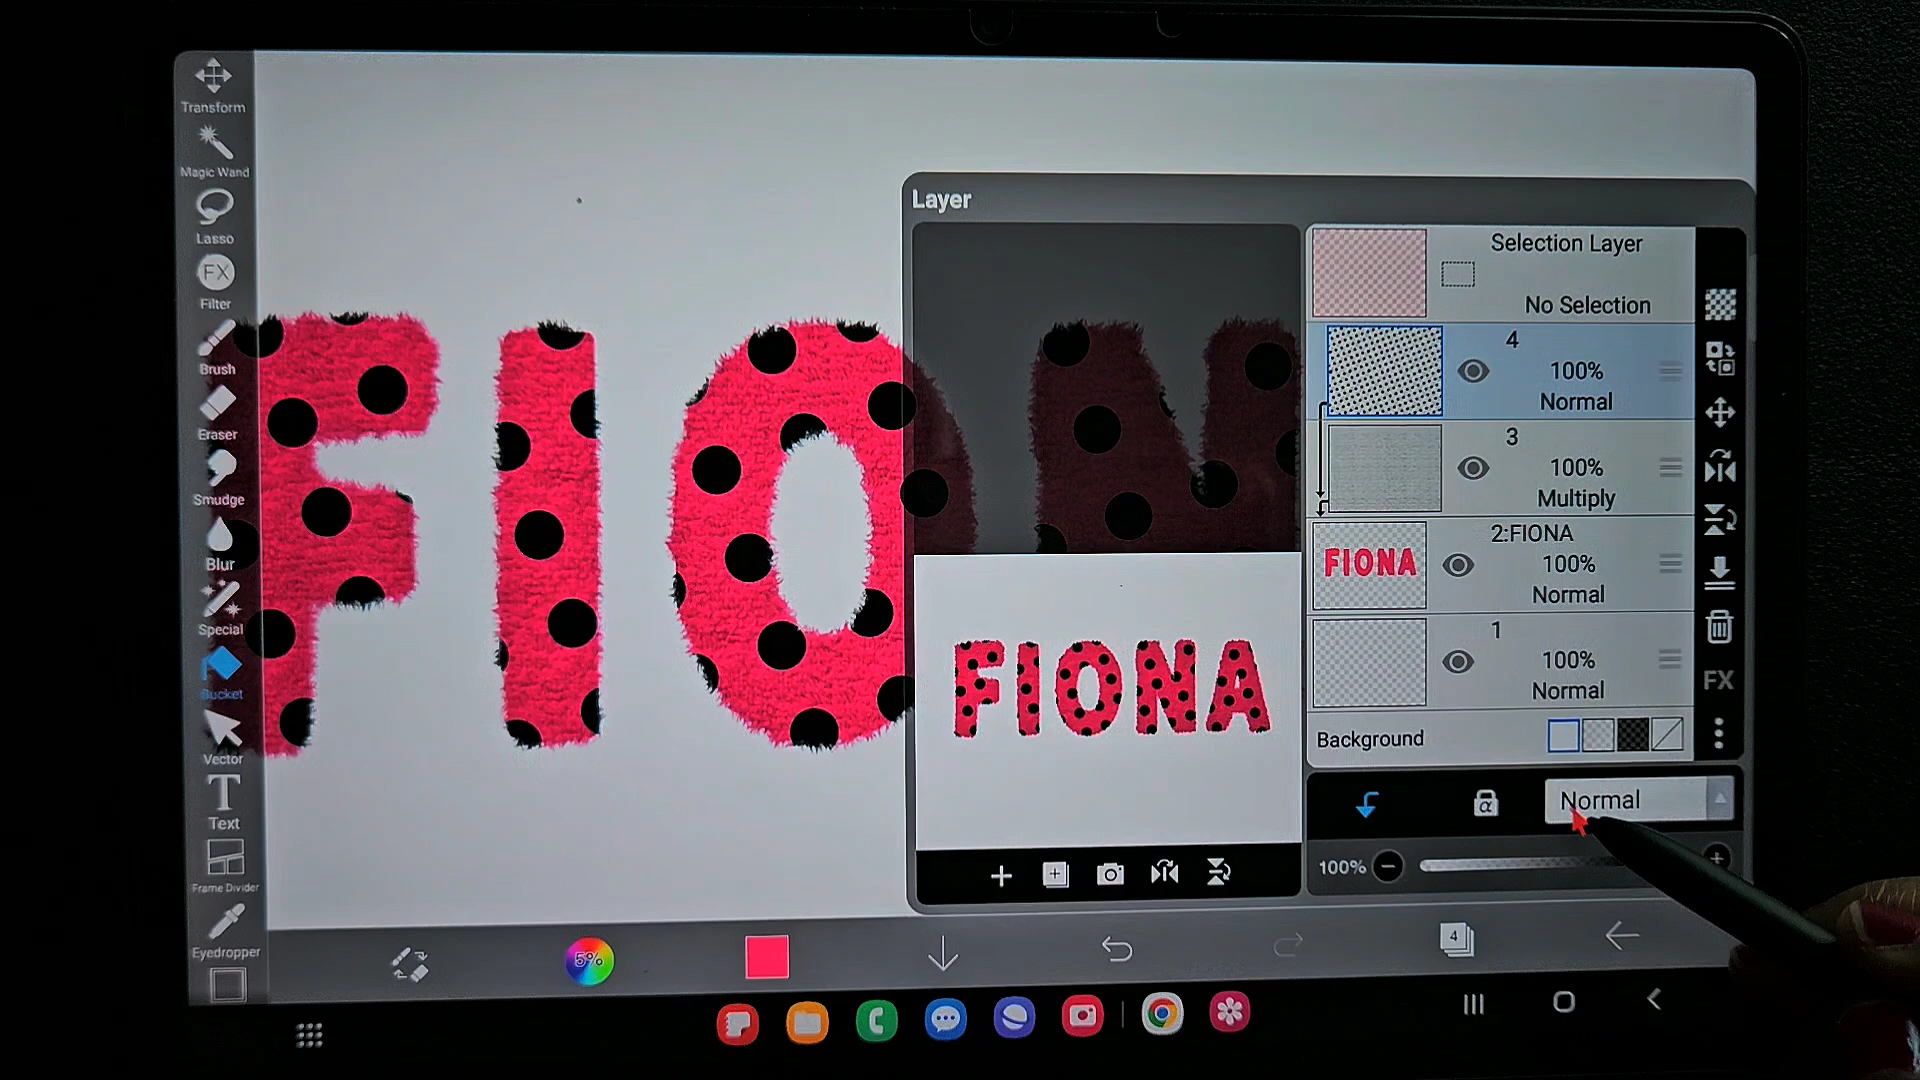 Transform
Magic Wand
Lasso
FX
Filter
Brush
Eraser
Smudge
Blur
Special
Bucket
Vector
T
Text
Frame Divider
Eyedropper
FION
Layer
FIONA
Selection Layer
No Selection
4
100%
Normal
3
100%
Multiply
FIONA
2:FIONA
100%
Normal
1
100%
Normal
Background
FX
α
Normal
100%
5%
4